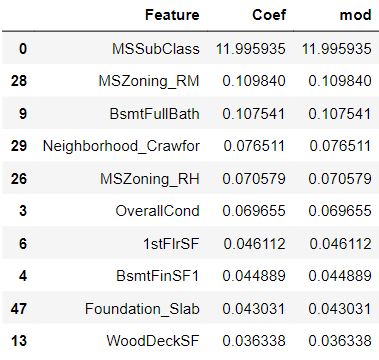 Feature Coef mod
0 MSSubClass 11.995935 11.995935
28 MSZoning_RM 0.109840 0.109840
9 BsmtFullBath 0.107541 0.107541
29 Neighborhood_Crawfor 0.076511 0.076511
26 MSZoning_RH 0.070579 0.070579
3 OverallCond 0.069655 0.069655
6 1stFlrSF 0.046112 0.046112
4 BsmtFinSF1 0.044889 0.044889
47 Foundation_Slab 0.043031 0.043031
13 WoodDeckSF 0.036338 0.036338